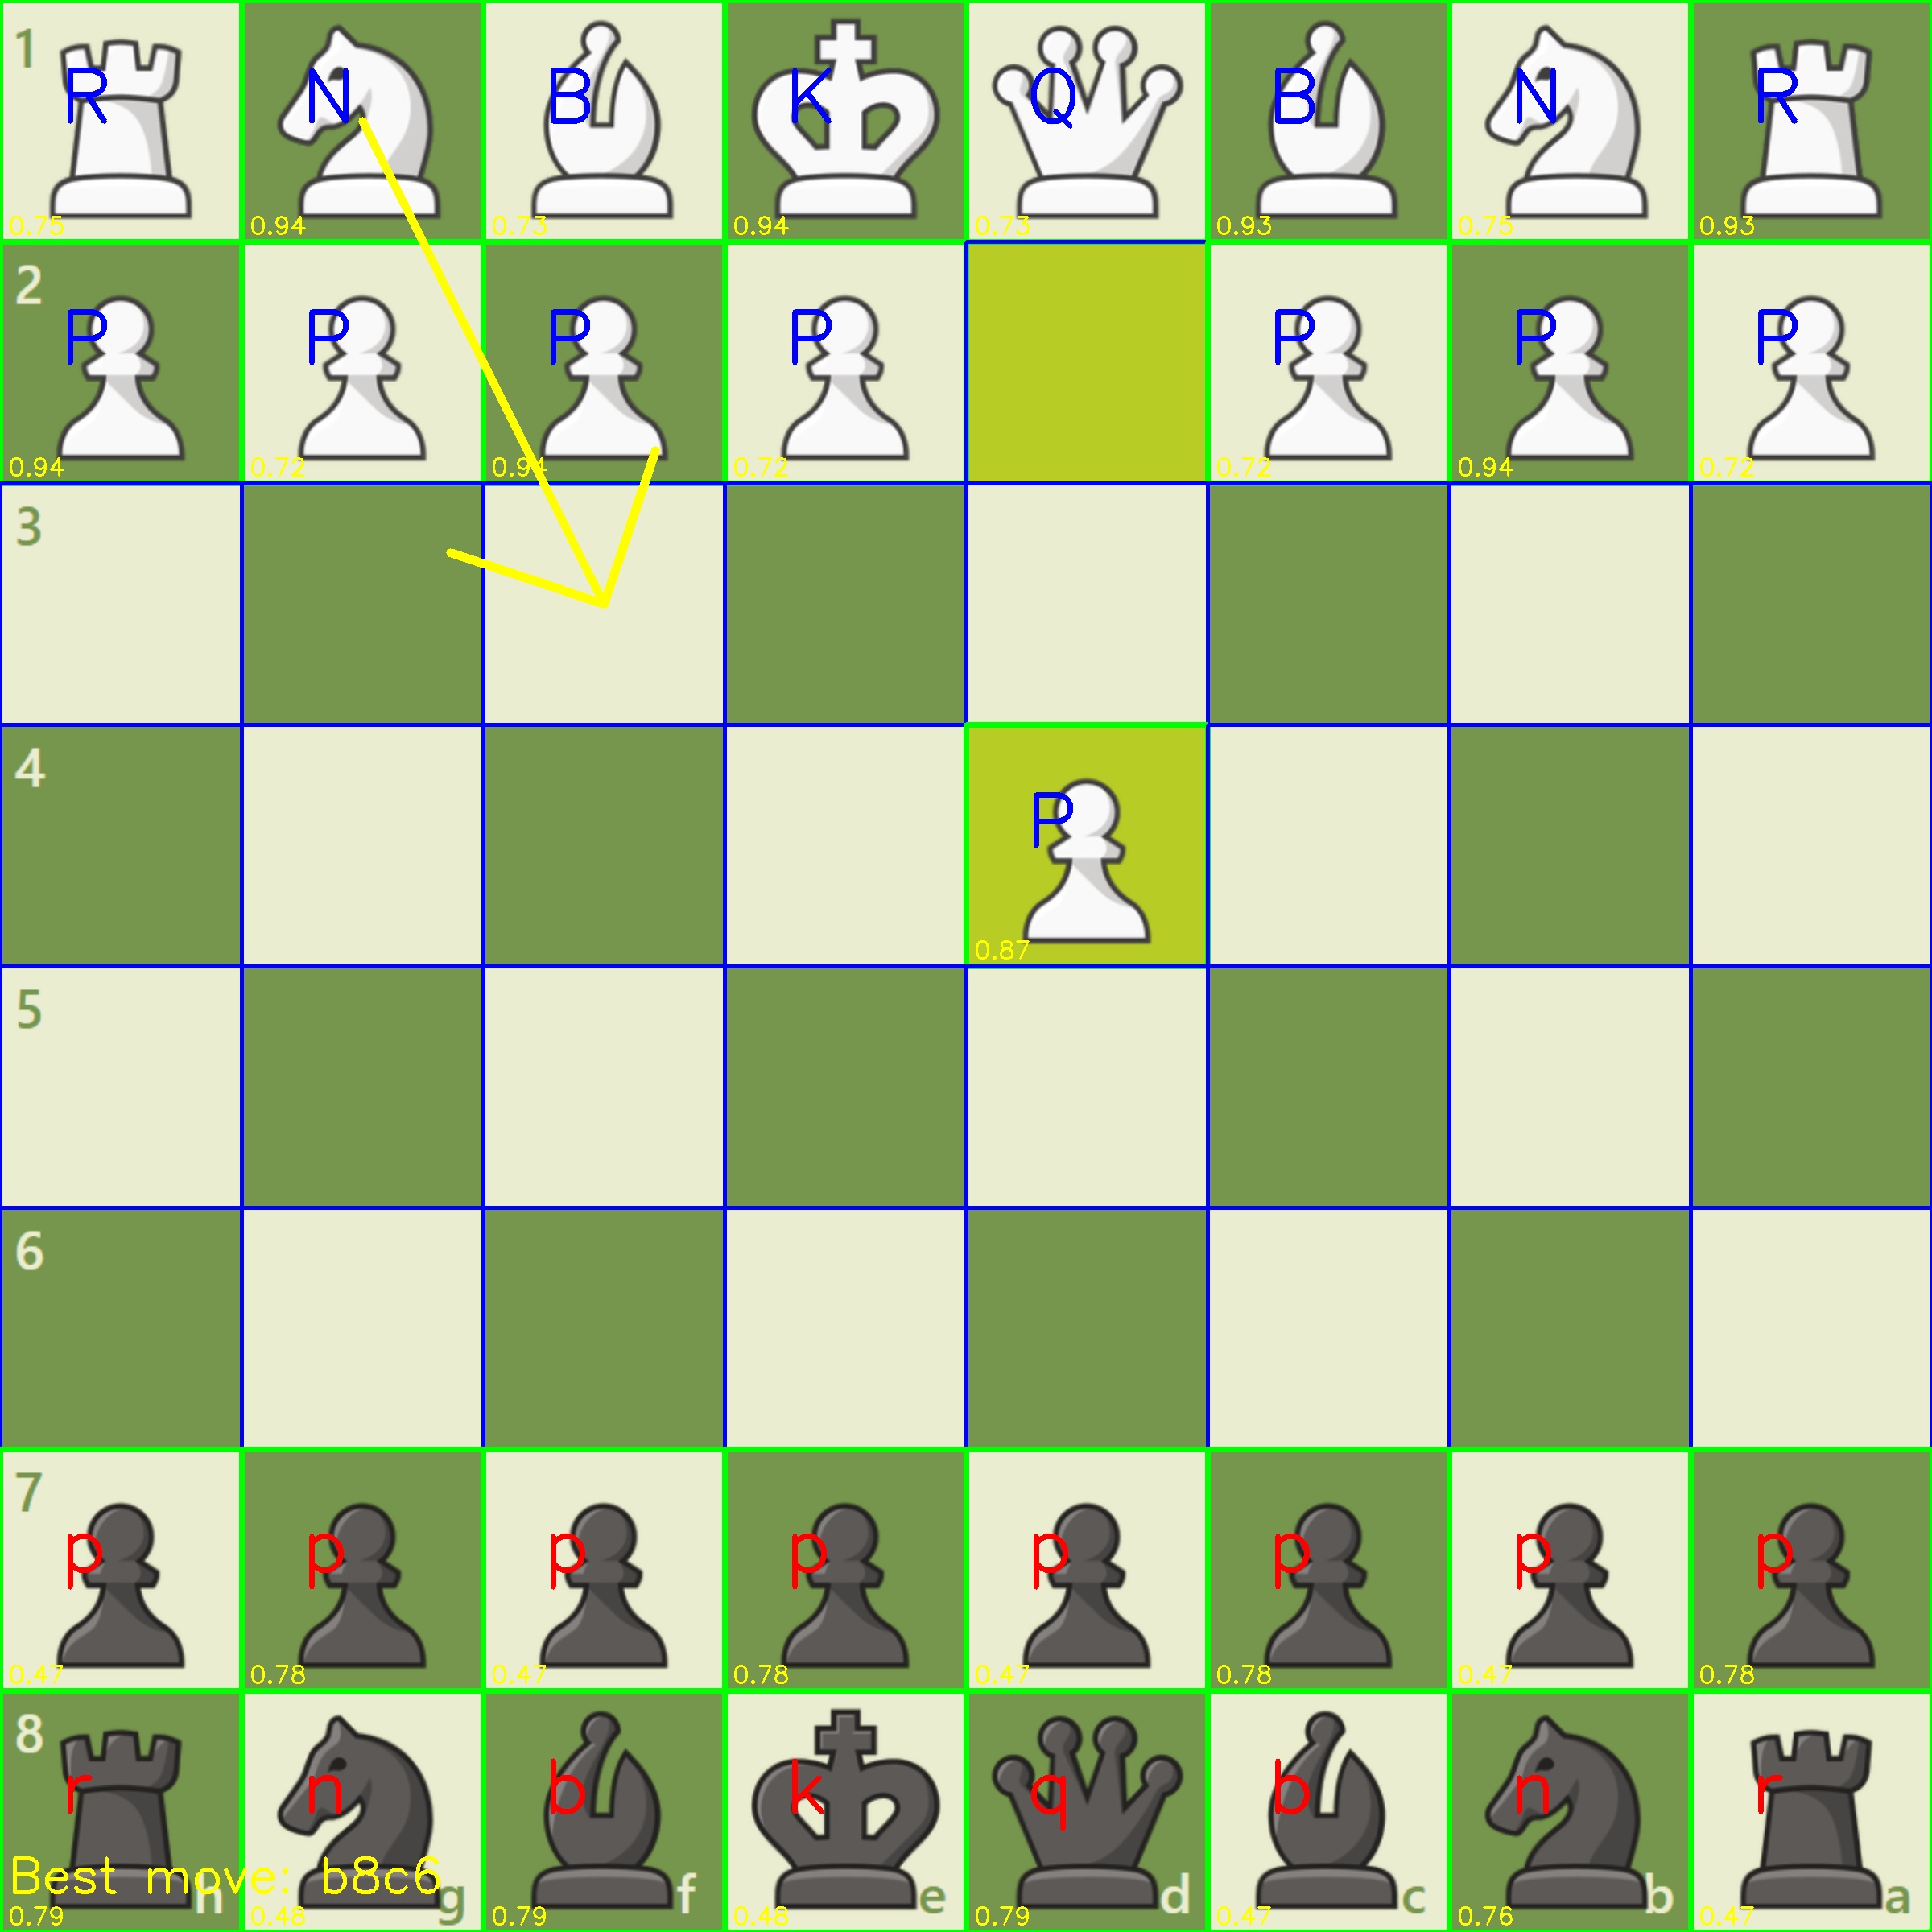 1 R N B K Q B N R
0.75 0.94 0.73 0.94 0.73 0.93 0.75 0.93
2 P P P P P P P
0.94 0.72 0.94 0.72 0.72 0.94 0.72
3
4 P
0.87
5
6
7 p p p p p p p p
0.47 0.78 0.47 0.78 0.47 0.78 0.47 0.78
8 r n b k q b n r
Best move: b8c6
h g f e d c b a
0.79 0.48 0.79 0.48 0.79 0.47 0.76 0.47